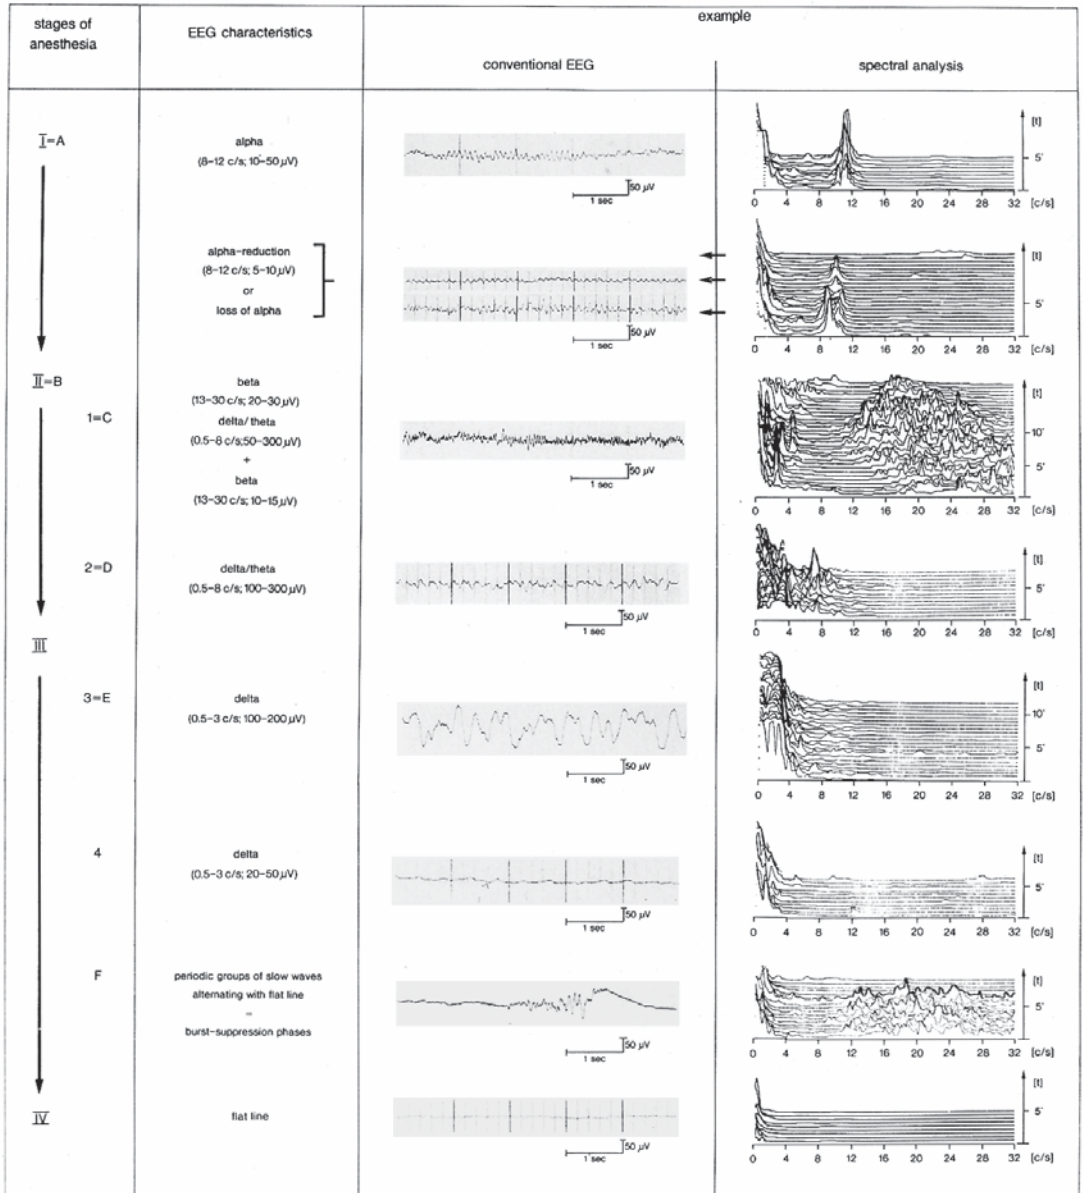 stages of
anesthesia
EEG characteristics
example
conventional EEG
spectral analysis
I=A
alpha
(8–12 c/s; 10–50 µV)
50 µV
1 sec
[t]
5'
0 4 8 12 16 20 24 28 32 [c/s]
alpha-reduction
(8–12 c/s; 5–10 µV)
or
loss of alpha
50 µV
1 sec
[t]
5'
0 4 8 12 16 20 24 28 32 [c/s]
II=B
1=C
beta
(13–30 c/s; 20–30 µV)
delta/theta
(0.5–8 c/s; 50–300 µV)
+
beta
(13–30 c/s; 10–15 µV)
50 µV
1 sec
[t]
10'
5'
0 4 8 12 16 20 24 28 32 [c/s]
2=D
delta/theta
(0.5–8 c/s; 100–300 µV)
50 µV
1 sec
[t]
5'
0 4 8 12 16 20 24 28 32 [c/s]
III
3=E
delta
(0.5–3 c/s; 100–200 µV)
50 µV
1 sec
[t]
10'
5'
0 4 8 12 16 20 24 28 32 [c/s]
4
delta
(0.5–3 c/s; 20–50 µV)
50 µV
1 sec
[t]
5'
0 4 8 12 16 20 24 28 32 [c/s]
F
periodic groups of slow waves
alternating with flat line
=
burst-suppression phases
50 µV
1 sec
[t]
5'
0 4 8 12 16 20 24 28 32 [c/s]
IV
flat line
50 µV
1 sec
[t]
5'
0 4 8 12 16 20 24 28 32 [c/s]